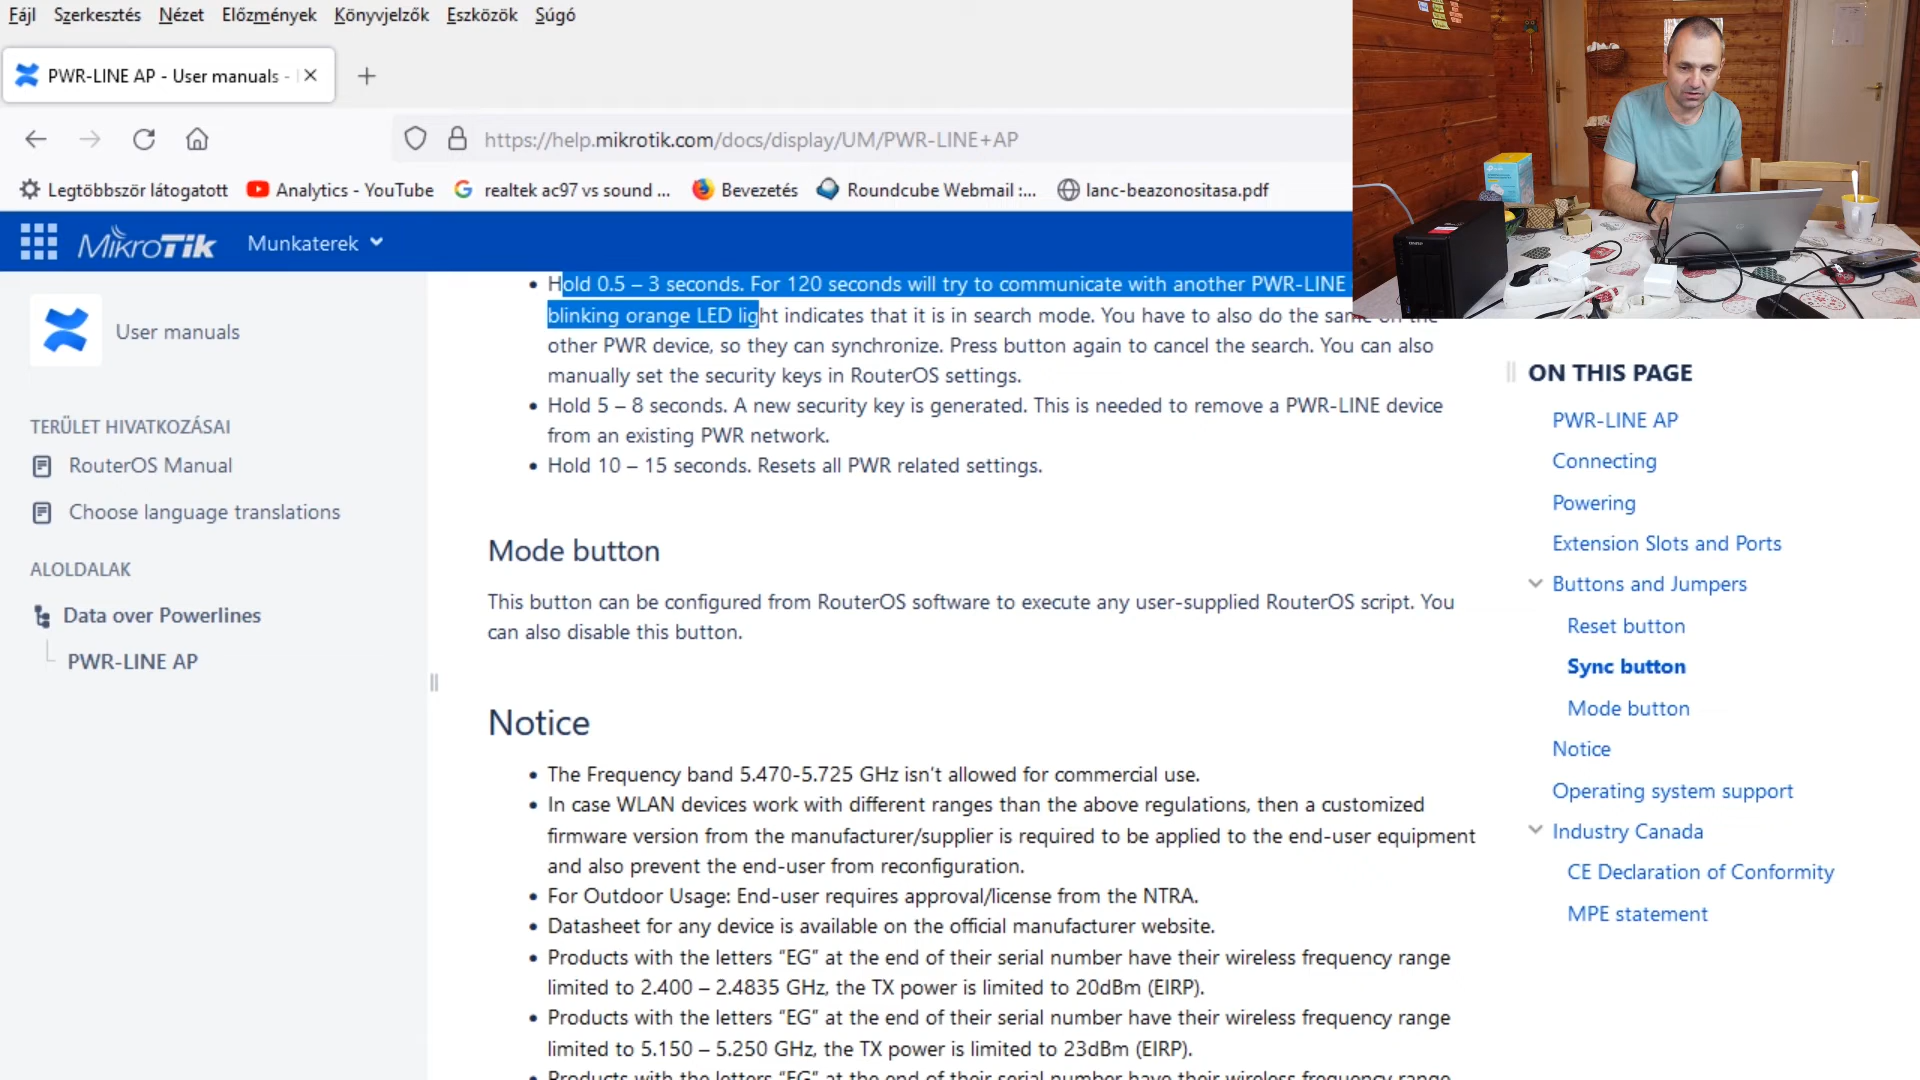 Fájl Szerkesztés Nézet Előzmények Könyvjelzők Eszközök Súgó
PWR-LINE AP - User manuals -
https://help.mikrotik.com/docs/display/UM/PWR-LINE+AP
Legtöbbször látogatott Analytics - YouTube realtek ac97 vs sound ... Bevezetés Roundcube Webmail :... lanc-beazonositasa.pdf
MikroTik Munkaterek
User manuals
TERÜLET HIVATKOZÁSAI
RouterOS Manual
Choose language translations
ALOLDALAK
Data over Powerlines
PWR-LINE AP
Hold 0.5 – 3 seconds. For 120 seconds will try to communicate with another PWR-LINE
blinking orange LED light indicates that it is in search mode. You have to also do the same on the
other PWR device, so they can synchronize. Press button again to cancel the search. You can also
manually set the security keys in RouterOS settings.
Hold 5 – 8 seconds. A new security key is generated. This is needed to remove a PWR-LINE device
from an existing PWR network.
Hold 10 – 15 seconds. Resets all PWR related settings.
Mode button
This button can be configured from RouterOS software to execute any user-supplied RouterOS script. You
can also disable this button.
Notice
The Frequency band 5.470-5.725 GHz isn’t allowed for commercial use.
In case WLAN devices work with different ranges than the above regulations, then a customized
firmware version from the manufacturer/supplier is required to be applied to the end-user equipment
and also prevent the end-user from reconfiguration.
For Outdoor Usage: End-user requires approval/license from the NTRA.
Datasheet for any device is available on the official manufacturer website.
Products with the letters “EG” at the end of their serial number have their wireless frequency range
limited to 2.400 – 2.4835 GHz, the TX power is limited to 20dBm (EIRP).
Products with the letters “EG” at the end of their serial number have their wireless frequency range
limited to 5.150 – 5.250 GHz, the TX power is limited to 23dBm (EIRP).
Products with the letters “EG” at the end of their serial number have their wireless frequency range
ON THIS PAGE
PWR-LINE AP
Connecting
Powering
Extension Slots and Ports
Buttons and Jumpers
Reset button
Sync button
Mode button
Notice
Operating system support
Industry Canada
CE Declaration of Conformity
MPE statement